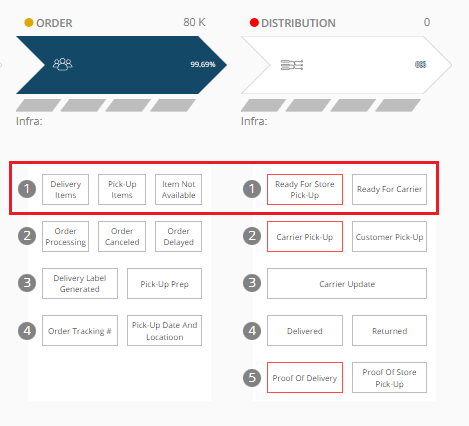 ORDER 80 K
DISTRIBUTION 0
99.69%
Infra:
Infra:
1
Delivery
Items
Pick-Up
Items
Item Not
Available
1
Ready For Store
Pick-Up
Ready For Carrier
2
Order
Processing
Order
Canceled
Order
Delayed
2
Carrier Pick-Up
Customer Pick-Up
3
Delivery Label
Generated
Pick-Up Prep
3
Carrier Update
4
Order Tracking #
Pick-Up Date And
Locatioon
4
Delivered
Returned
5
Proof Of Delivery
Proof Of Store
Pick-Up